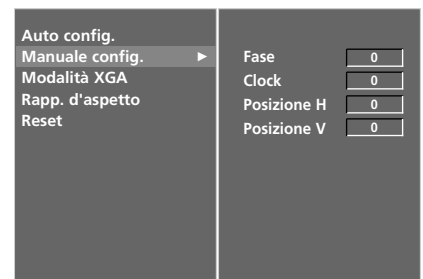 Auto config.
Manuale config. ►
Modalità XGA
Rapp. d'aspetto
Reset
Fase 0
Clock 0
Posizione H 0
Posizione V 0